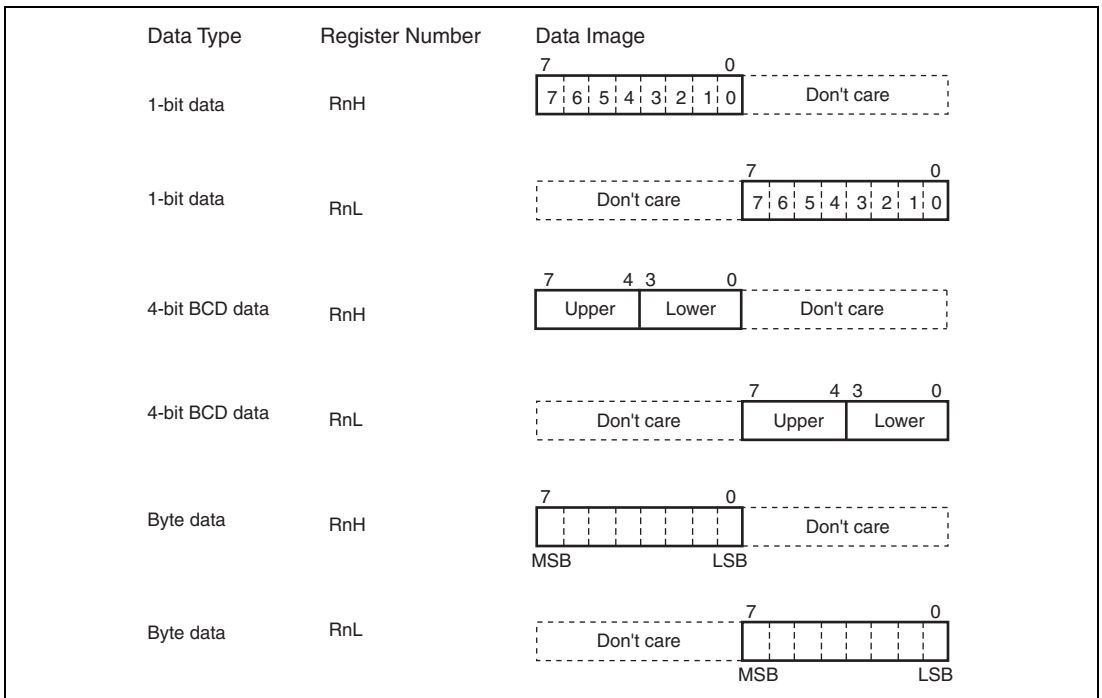 Data Type Register Number Data Image
7 0
1-bit data RnH 7 6 5 4 3 2 1 0 Don't care
7 0
1-bit data RnL Don't care 7 6 5 4 3 2 1 0
7 4 3 0
4-bit BCD data RnH Upper Lower Don't care
7 4 3 0
4-bit BCD data RnL Don't care Upper Lower
7 0
Byte data RnH Don't care
MSB LSB
7 0
Byte data RnL Don't care
MSB LSB